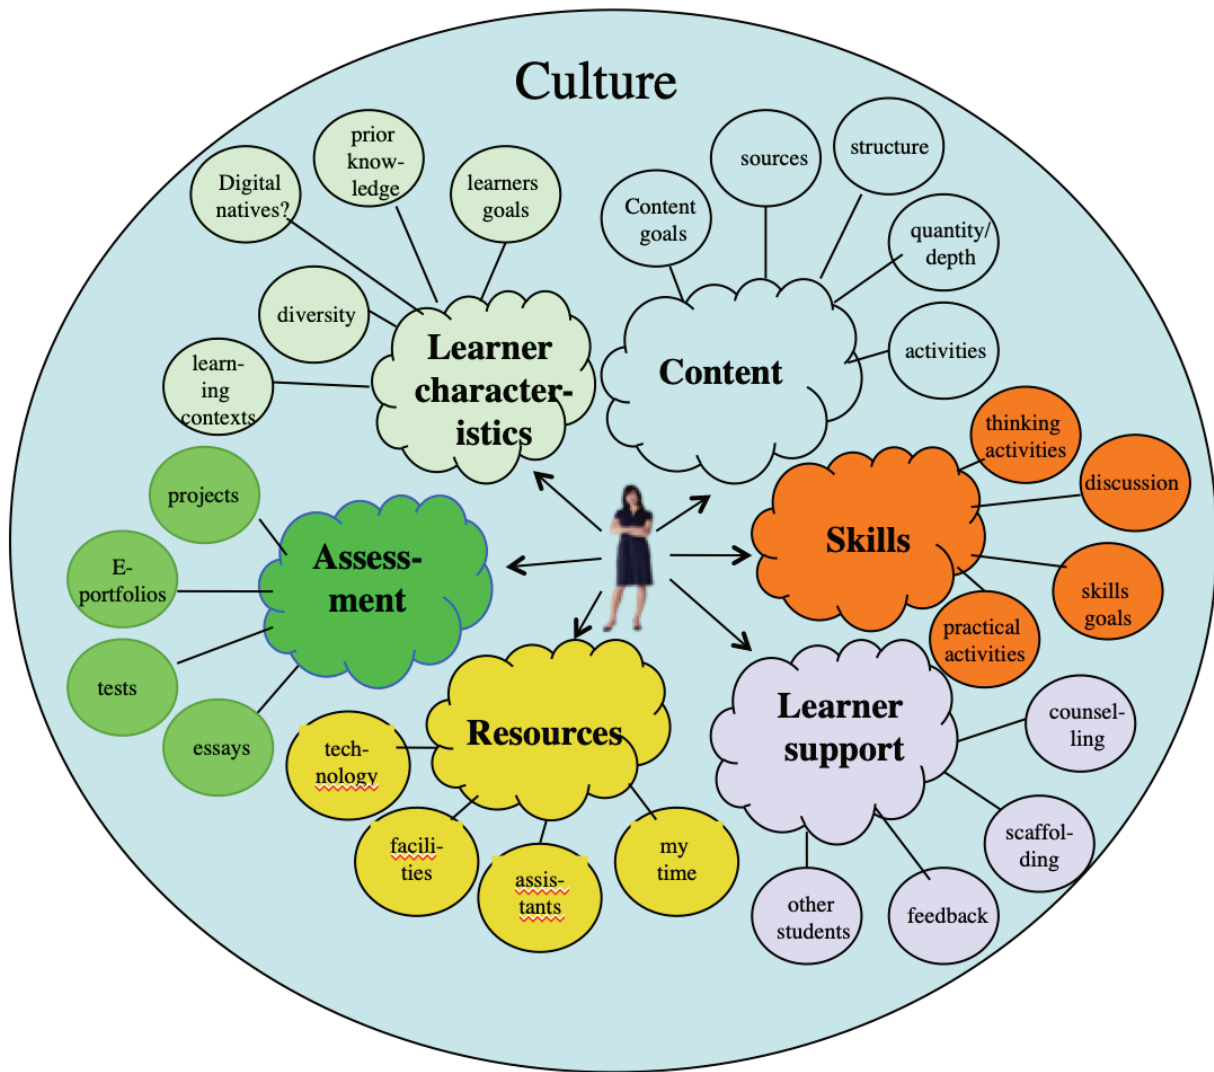 Culture
prior
know-
ledge
Digital
natives?
learners
goals
diversity
learn-
ing
contexts
Learner
character-
istics
Content
goals
sources
structure
quantity/
depth
activities
Content
thinking
activities
discussion
skills
goals
practical
activities
Skills
projects
E-
portfolios
tests
essays
Assess-
ment
Resources
tech-
nology
facili-
ties
assis-
tants
my
time
Learner
support
counsel-
ling
scaffol-
ding
feedback
other
students